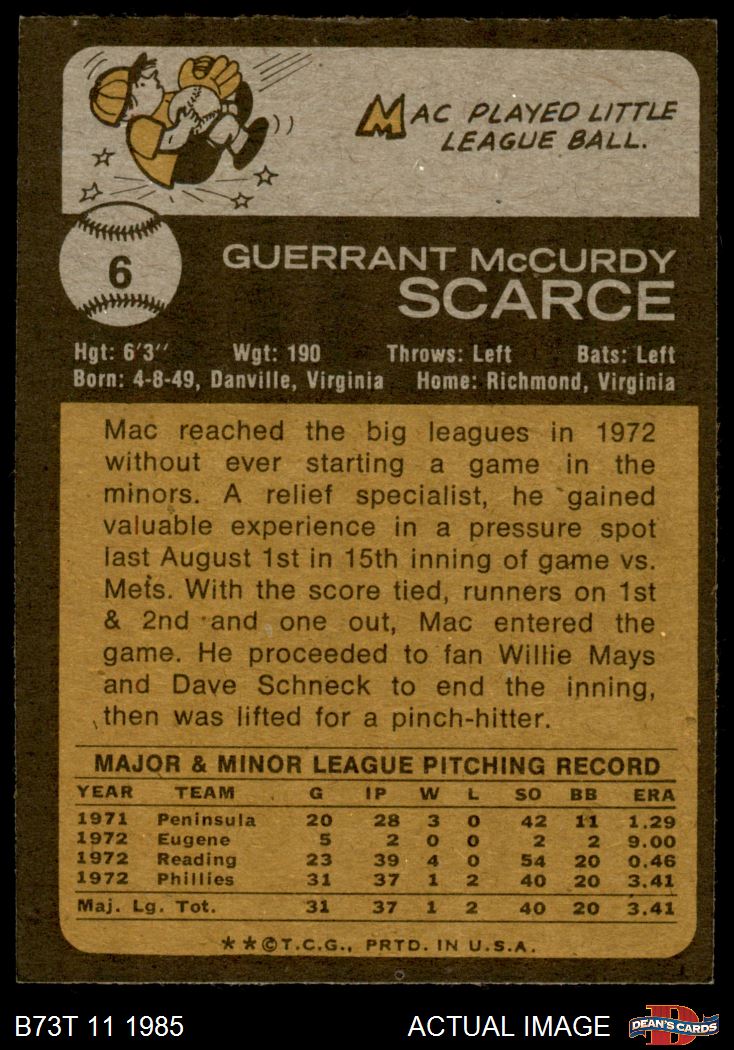 MAC PLAYED LITTLE
LEAGUE BALL.
6
GUERRANT McCURDY
SCARCE
Hgt: 6'3" Wgt: 190 Throws: Left Bats: Left
Born: 4-8-49, Danville, Virginia Home: Richmond, Virginia
Mac reached the big leagues in 1972
without ever starting a game in the
minors. A relief specialist, he gained
valuable experience in a pressure spot
last August 1st in 15th inning of game vs.
Mets. With the score tied, runners on 1st
& 2nd and one out, Mac entered the
game. He proceeded to fan Willie Mays
and Dave Schneck to end the inning,
then was lifted for a pinch-hitter.
MAJOR & MINOR LEAGUE PITCHING RECORD
YEAR TEAM G IP W L SO BB ERA
1971 Peninsula 20 28 3 0 42 11 1.29
1972 Eugene 5 2 0 0 2 2 9.00
1972 Reading 23 39 4 0 54 20 0.46
1972 Phillies 31 37 1 2 40 20 3.41
Maj. Lg. Tot. 31 37 1 2 40 20 3.41
**©T.C.G., PRTD. IN U.S.A.
B73T 11 1985 ACTUAL IMAGE DEAN'S CARDS